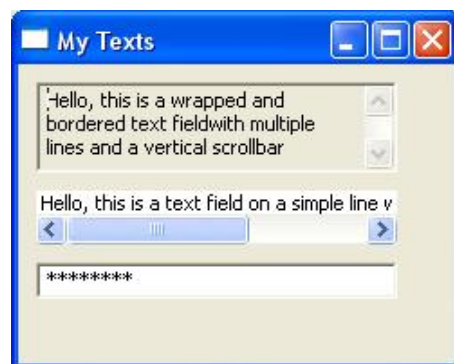 My Texts
Hello, this is a wrapped and
bordered text fieldwith multiple
lines and a vertical scrollbar
Hello, this is a text field on a simple line w
********